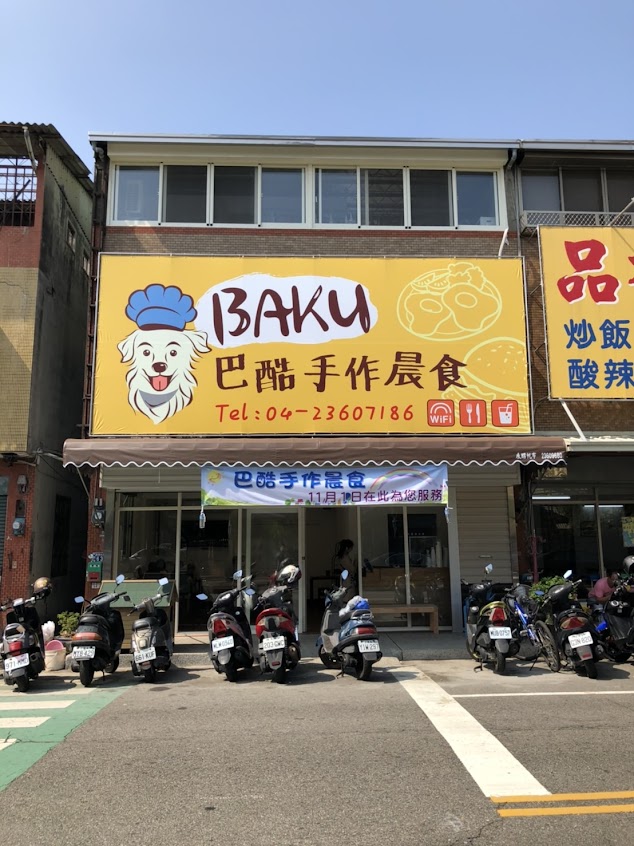 BAKU
巴酷手作晨食
Tel:04-23607186
WiFi
品
炒飯
酸辣
巴酷手作晨食
11月1日在此為您服務